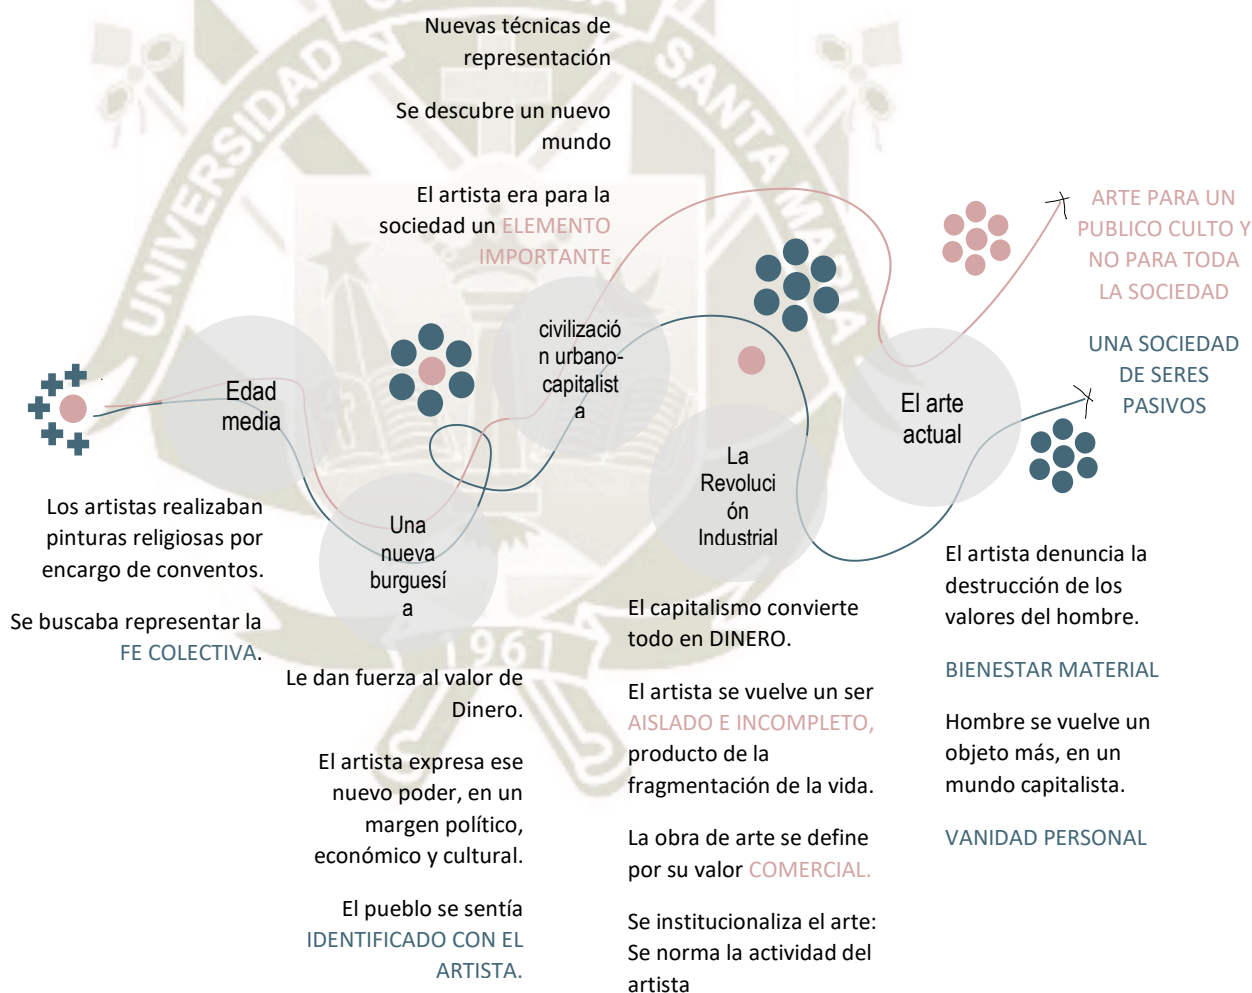 Nuevas técnicas de
representación
Se descubre un nuevo
mundo
El artista era para la
sociedad un ELEMENTO
IMPORTANTE
UNIVERSIDAD
SANTA MARIA
1961
ARTE PARA UN
PUBLICO CULTO Y
NO PARA TODA
LA SOCIEDAD
UNA SOCIEDAD
DE SERES
PASIVOS
Edad
media
Una
nueva
burguesí
a
civilizació
n urbano-
capitalist
a
La
Revoluci
ón
Industrial
El arte
actual
Los artistas realizaban
pinturas religiosas por
encargo de conventos.
Se buscaba representar la
FE COLECTIVA.
Le dan fuerza al valor de
Dinero.
El artista expresa ese
nuevo poder, en un
margen político,
económico y cultural.
El pueblo se sentía
IDENTIFICADO CON EL
ARTISTA.
El capitalismo convierte
todo en DINERO.
El artista se vuelve un ser
AISLADO E INCOMPLETO,
producto de la
fragmentación de la vida.
La obra de arte se define
por su valor COMERCIAL.
Se institucionaliza el arte:
Se norma la actividad del
artista
El artista denuncia la
destrucción de los
valores del hombre.
BIENESTAR MATERIAL
Hombre se vuelve un
objeto más, en un
mundo capitalista.
VANIDAD PERSONAL